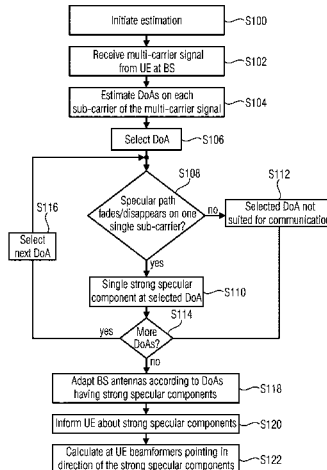 Initiate estimation
S100
Receive multi-carrier signal
from UE at BS
S102
Estimate DoAs on each
sub-carrier of the multi-carrier signal
S104
Select DoA
S106
S108
Specular path
fades/disappears on one
single sub-carrier?
no
S112
Selected DoA not
suited for communication
S116
Select
next DoA
yes
Single strong specular
component at selected DoA
S110
S114
yes
More
DoAs?
no
Adapt BS antennas according to DoAs
having strong specular components
S118
Inform UE about strong specular components
S120
Calculate at UE beamformers pointing in
direction of the strong specular components
S122